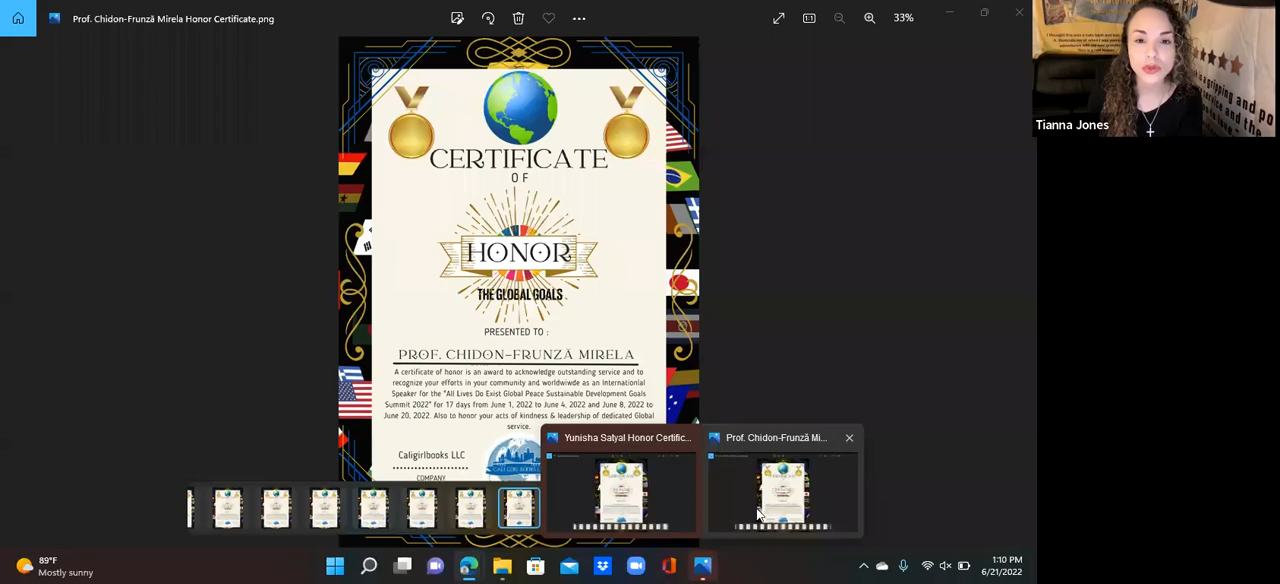 Prof. Chidon-Frunză Mirela Honor Certificate.png
33%
CERTIFICATE
OF
HONOR
THE GLOBAL GOALS
PRESENTED TO :
PROF. CHIDON-FRUNZĂ MIRELA
A certificate of honor is an award to acknowledge outstanding service and to
recognize your efforts in your community and worldwiwde as an Internationlal
Speaker for the "All Lives Do Exist Global Peace Sustainable Development Goals
Summit 2022" for 17 days from June 1, 2022 to June 4, 2022 and June 8, 2022 to
June 20, 2022. Also to honor your acts of kindness & leadership of dedicated Global
service.
Caligirlbooks LLC
COMPANY
CALI GIRL BOOKS
Yunisha Satyal Honor Certific...
Prof. Chidon-Frunză Mi...
Tianna Jones
89°F
Mostly sunny
1:10 PM
6/21/2022